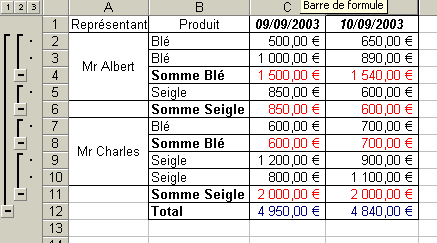 Barre de formule
1 2 3 A B C D
1 Représentant Produit 09/09/2003 10/09/2003
2 Blé 500,00 € 650,00 €
3 Mr Albert Blé 1 000,00 € 890,00 €
4 Somme Blé 1 500,00 € 1 540,00 €
5 Seigle 850,00 € 600,00 €
6 Somme Seigle 850,00 € 600,00 €
7 Blé 600,00 € 700,00 €
8 Mr Charles Somme Blé 600,00 € 700,00 €
9 Seigle 1 200,00 € 900,00 €
10 Seigle 800,00 € 1 100,00 €
11 Somme Seigle 2 000,00 € 2 000,00 €
12 Total 4 950,00 € 4 840,00 €
13